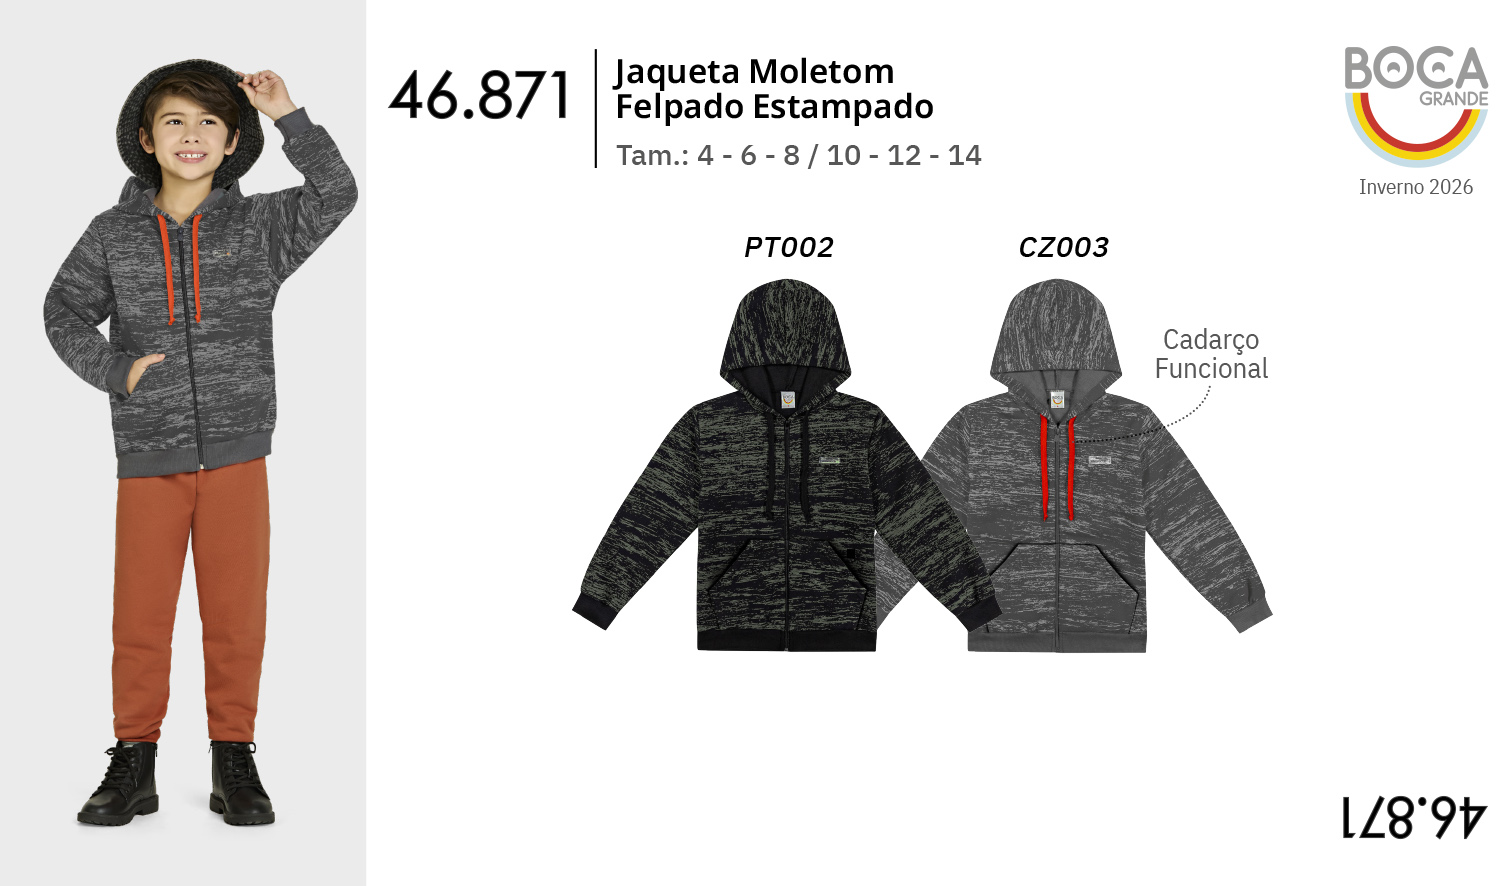 46.871
Jaqueta Moletom
Felpado Estampado
Tam.: 4 - 6 - 8 / 10 - 12 - 14
BOCA
GRANDE
Inverno 2026
PT002
CZ003
Cadarço
Funcional
46.871